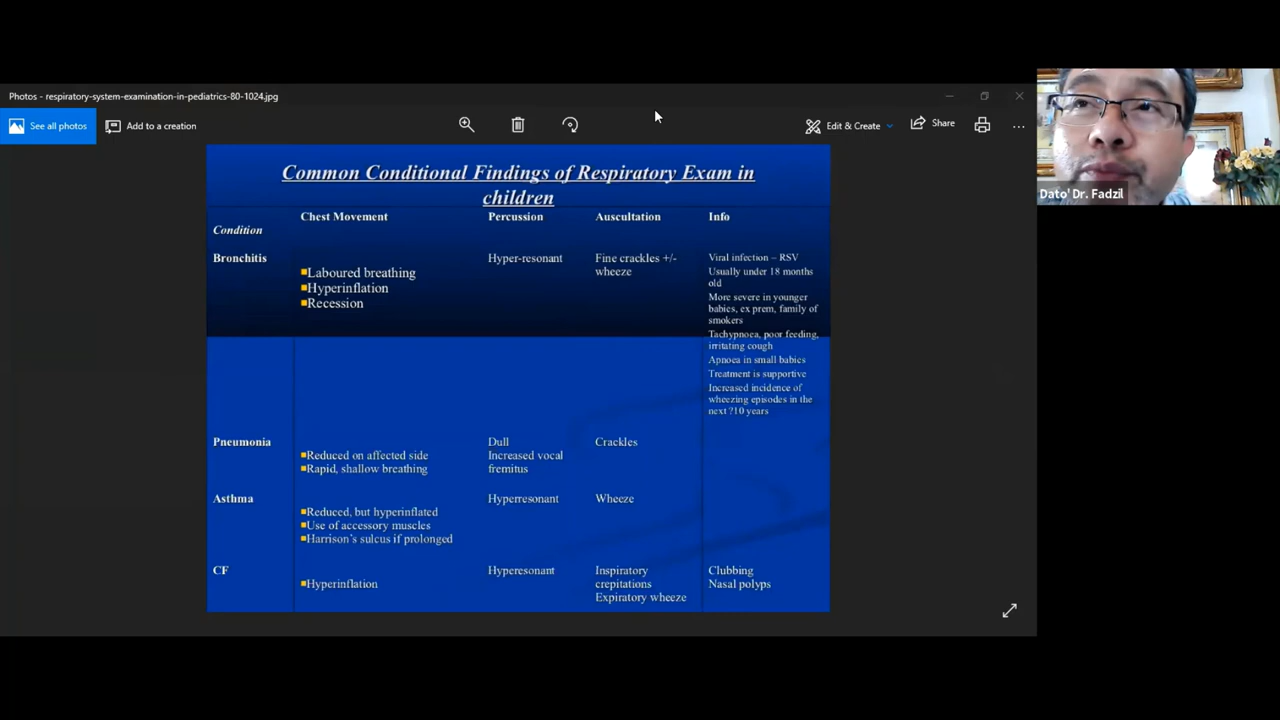 Photos - respiratory-system-examination-in-pediatrics-80-1024.jpg
See all photos
Add to a creation
Edit & Create
Share
Dato' Dr. Fadzil
Common Conditional Findings of Respiratory Exam in
children
Condition
Chest Movement
Percussion
Auscultation
Info
Bronchitis
Laboured breathing
Hyperinflation
Recession
Hyper-resonant
Fine crackles +/-
wheeze
Viral infection – RSV
Usually under 18 months
old
More severe in younger
babies, ex prem, family of
smokers
Tachypnoea, poor feeding,
irritating cough
Apnoea in small babies
Treatment is supportive
Increased incidence of
wheezing episodes in the
next ?10 years
Pneumonia
Reduced on affected side
Rapid, shallow breathing
Dull
Increased vocal
fremitus
Crackles
Asthma
Reduced, but hyperinflated
Use of accessory muscles
Harrison's sulcus if prolonged
Hyperresonant
Wheeze
CF
Hyperinflation
Hyperesonant
Inspiratory
crepitations
Expiratory wheeze
Clubbing
Nasal polyps